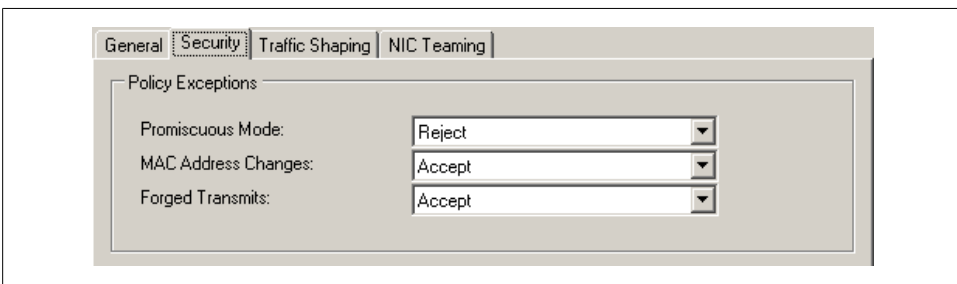 General Security Traffic Shaping NIC Teaming
Policy Exceptions
Promiscuous Mode: Reject
MAC Address Changes: Accept
Forged Transmits: Accept